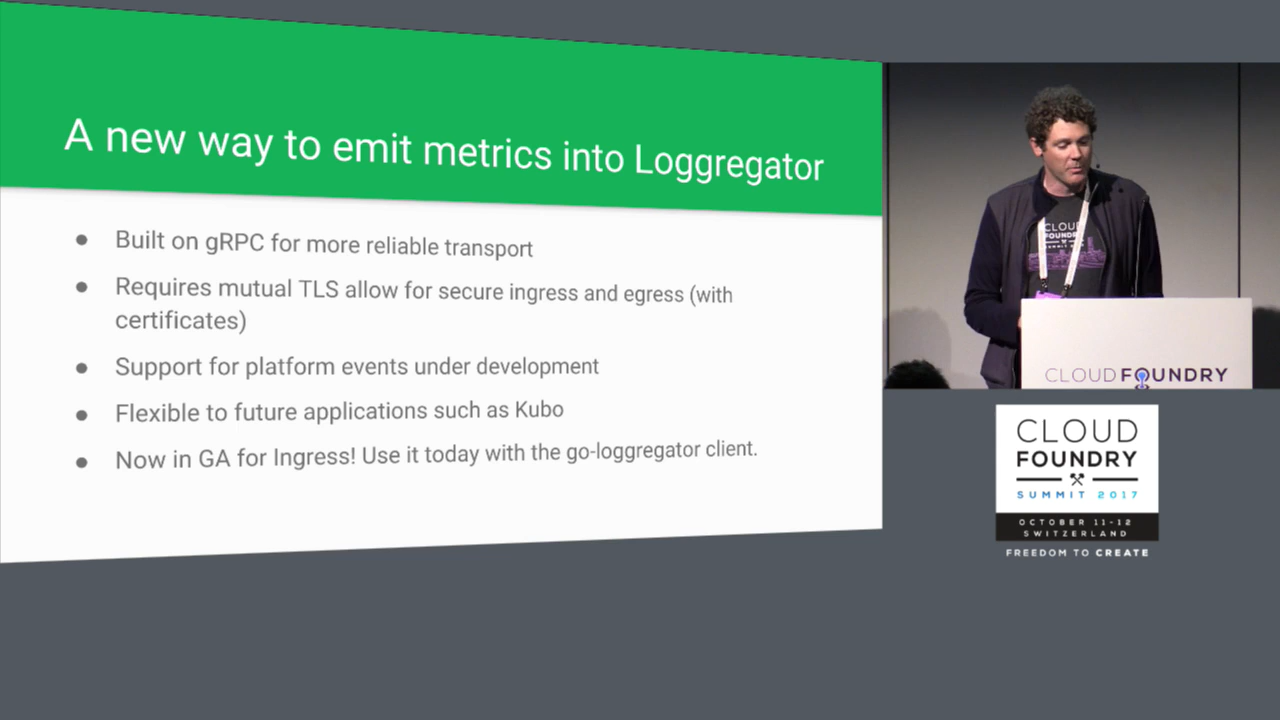 A new way to emit metrics into Loggregator
Built on gRPC for more reliable transport
Requires mutual TLS allow for secure ingress and egress (with
certificates)
Support for platform events under development
Flexible to future applications such as Kubo
Now in GA for Ingress! Use it today with the go-loggregator client.
CLOUD
FOUNDRY
CLOUD FOUNDRY
CLOUD
FOUNDRY
SUMMIT 2017
OCTOBER 11-12
SWITZERLAND
FREEDOM TO CREATE